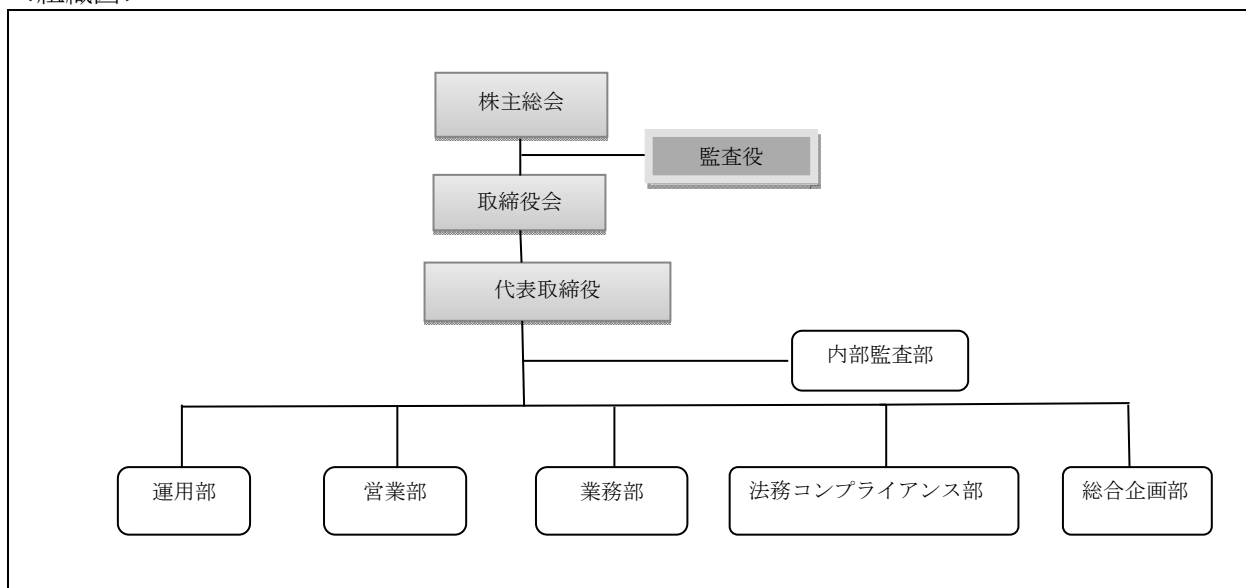 <組織図>
株主総会
監査役
取締役会
代表取締役
内部監査部
運用部
営業部
業務部
法務コンプライアンス部
総合企画部